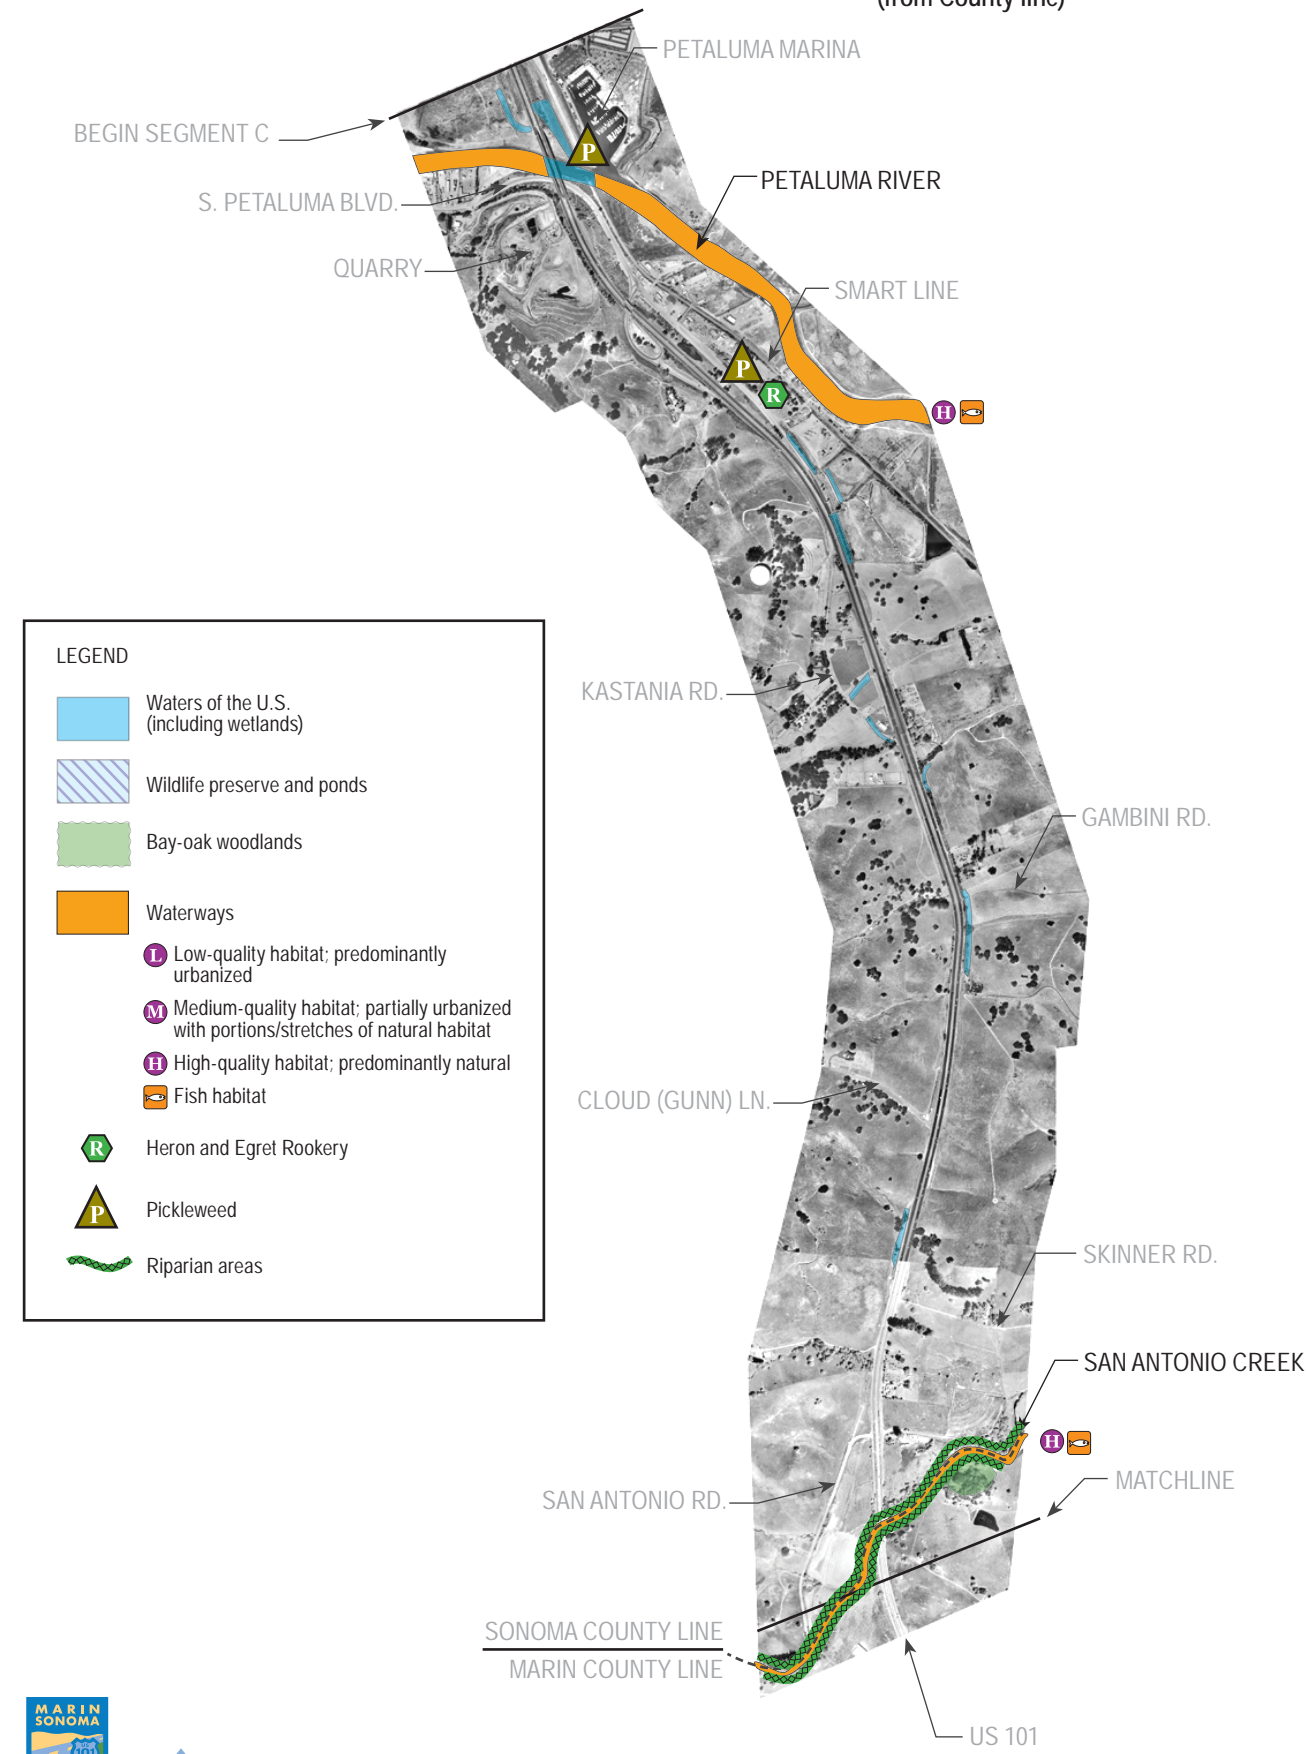 (from County line)
PETALUMA MARINA
BEGIN SEGMENT C
P
PETALUMA RIVER
S. PETALUMA BLVD.
QUARRY
SMART LINE
P
R
H
LEGEND
Waters of the U.S.
(including wetlands)
Wildlife preserve and ponds
Bay-oak woodlands
Waterways
L Low-quality habitat; predominantly
urbanized
M Medium-quality habitat; partially urbanized
with portions/stretches of natural habitat
H High-quality habitat; predominantly natural
Fish habitat
R Heron and Egret Rookery
P Pickleweed
Riparian areas
KASTANIA RD.
GAMBINI RD.
CLOUD (GUNN) LN.
SKINNER RD.
SAN ANTONIO CREEK
H
MATCHLINE
SAN ANTONIO RD.
SONOMA COUNTY LINE
MARIN COUNTY LINE
US 101
MARIN
SONOMA
101